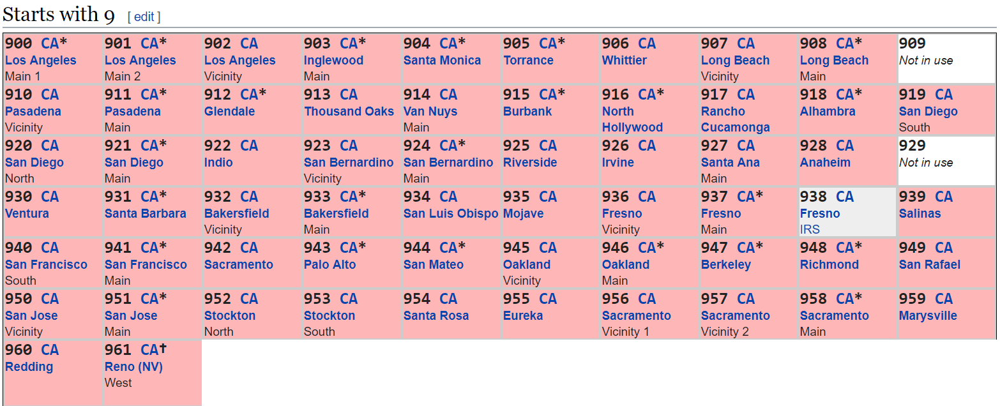 Starts with 9 [ edit ]
900 CA* 901 CA* 902 CA 903 CA* 904 CA* 905 CA* 906 CA 907 CA 908 CA* 909
Los Angeles Los Angeles Los Angeles Inglewood Santa Monica Torrance Whittier Long Beach Long Beach Not in use
Main 1 Main 2 Vicinity Main Vicinity Main
910 CA 911 CA* 912 CA* 913 CA 914 CA 915 CA* 916 CA* 917 CA 918 CA* 919 CA
Pasadena Pasadena Glendale Thousand Oaks Van Nuys Burbank North Rancho Alhambra San Diego
Vicinity Main Main Hollywood Cucamonga South
920 CA 921 CA* 922 CA 923 CA 924 CA* 925 CA 926 CA 927 CA 928 CA 929
San Diego San Diego Indio San Bernardino San Bernardino Riverside Irvine Santa Ana Anaheim Not in use
North Main Vicinity Main Main
930 CA 931 CA* 932 CA 933 CA* 934 CA 935 CA 936 CA 937 CA* 938 CA 939 CA
Ventura Santa Barbara Bakersfield Bakersfield San Luis Obispo Mojave Fresno Fresno Fresno Salinas
Vicinity Main Vicinity Main IRS
940 CA 941 CA* 942 CA 943 CA* 944 CA* 945 CA 946 CA* 947 CA* 948 CA* 949 CA
San Francisco San Francisco Sacramento Palo Alto San Mateo Oakland Oakland Berkeley Richmond San Rafael
South Main Vicinity Main
950 CA 951 CA* 952 CA 953 CA 954 CA 955 CA 956 CA 957 CA 958 CA* 959 CA
San Jose San Jose Stockton Stockton Santa Rosa Eureka Sacramento Sacramento Sacramento Marysville
Vicinity Main North South Vicinity 1 Vicinity 2 Main
960 CA 961 CA†
Redding Reno (NV)
West